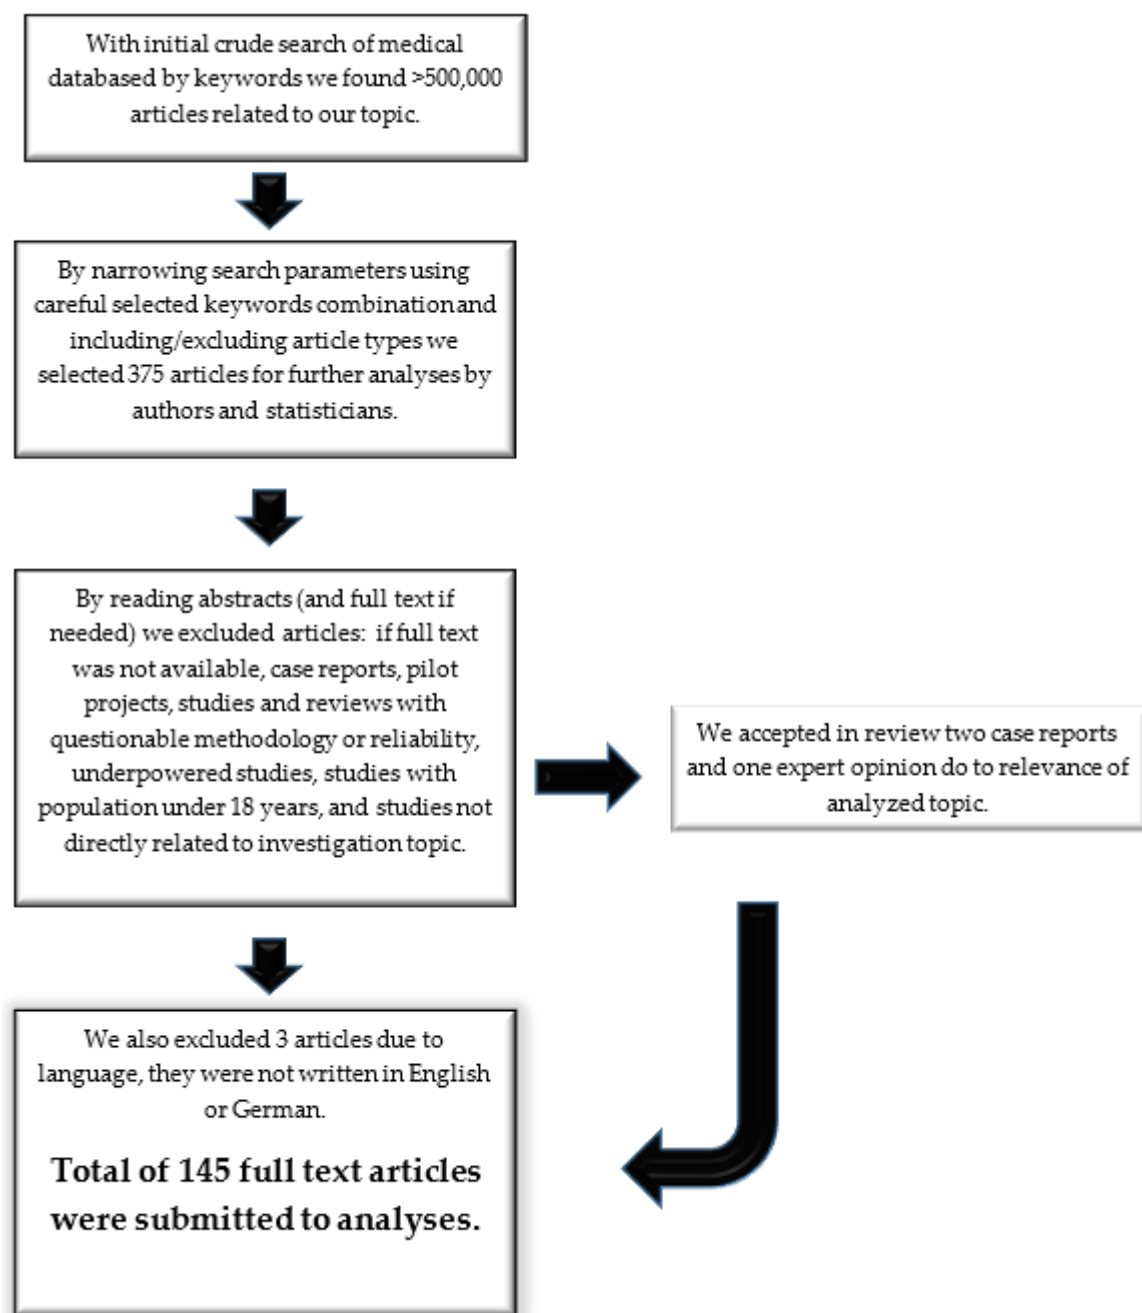 With initial crude search of medical
databased by keywords we found >500,000
articles related to our topic.
By narrowing search parameters using
careful selected keywords combination and
including/excluding article types we
selected 375 articles for further analyses by
authors and statisticians.
By reading abstracts (and full text if
needed) we excluded articles: if full text
was not available, case reports, pilot
projects, studies and reviews with
questionable methodology or reliability,
underpowered studies, studies with
population under 18 years, and studies not
directly related to investigation topic.
We accepted in review two case reports
and one expert opinion do to relevance of
analyzed topic.
We also excluded 3 articles due to
language, they were not written in English
or German.
Total of 145 full text articles
were submitted to analyses.